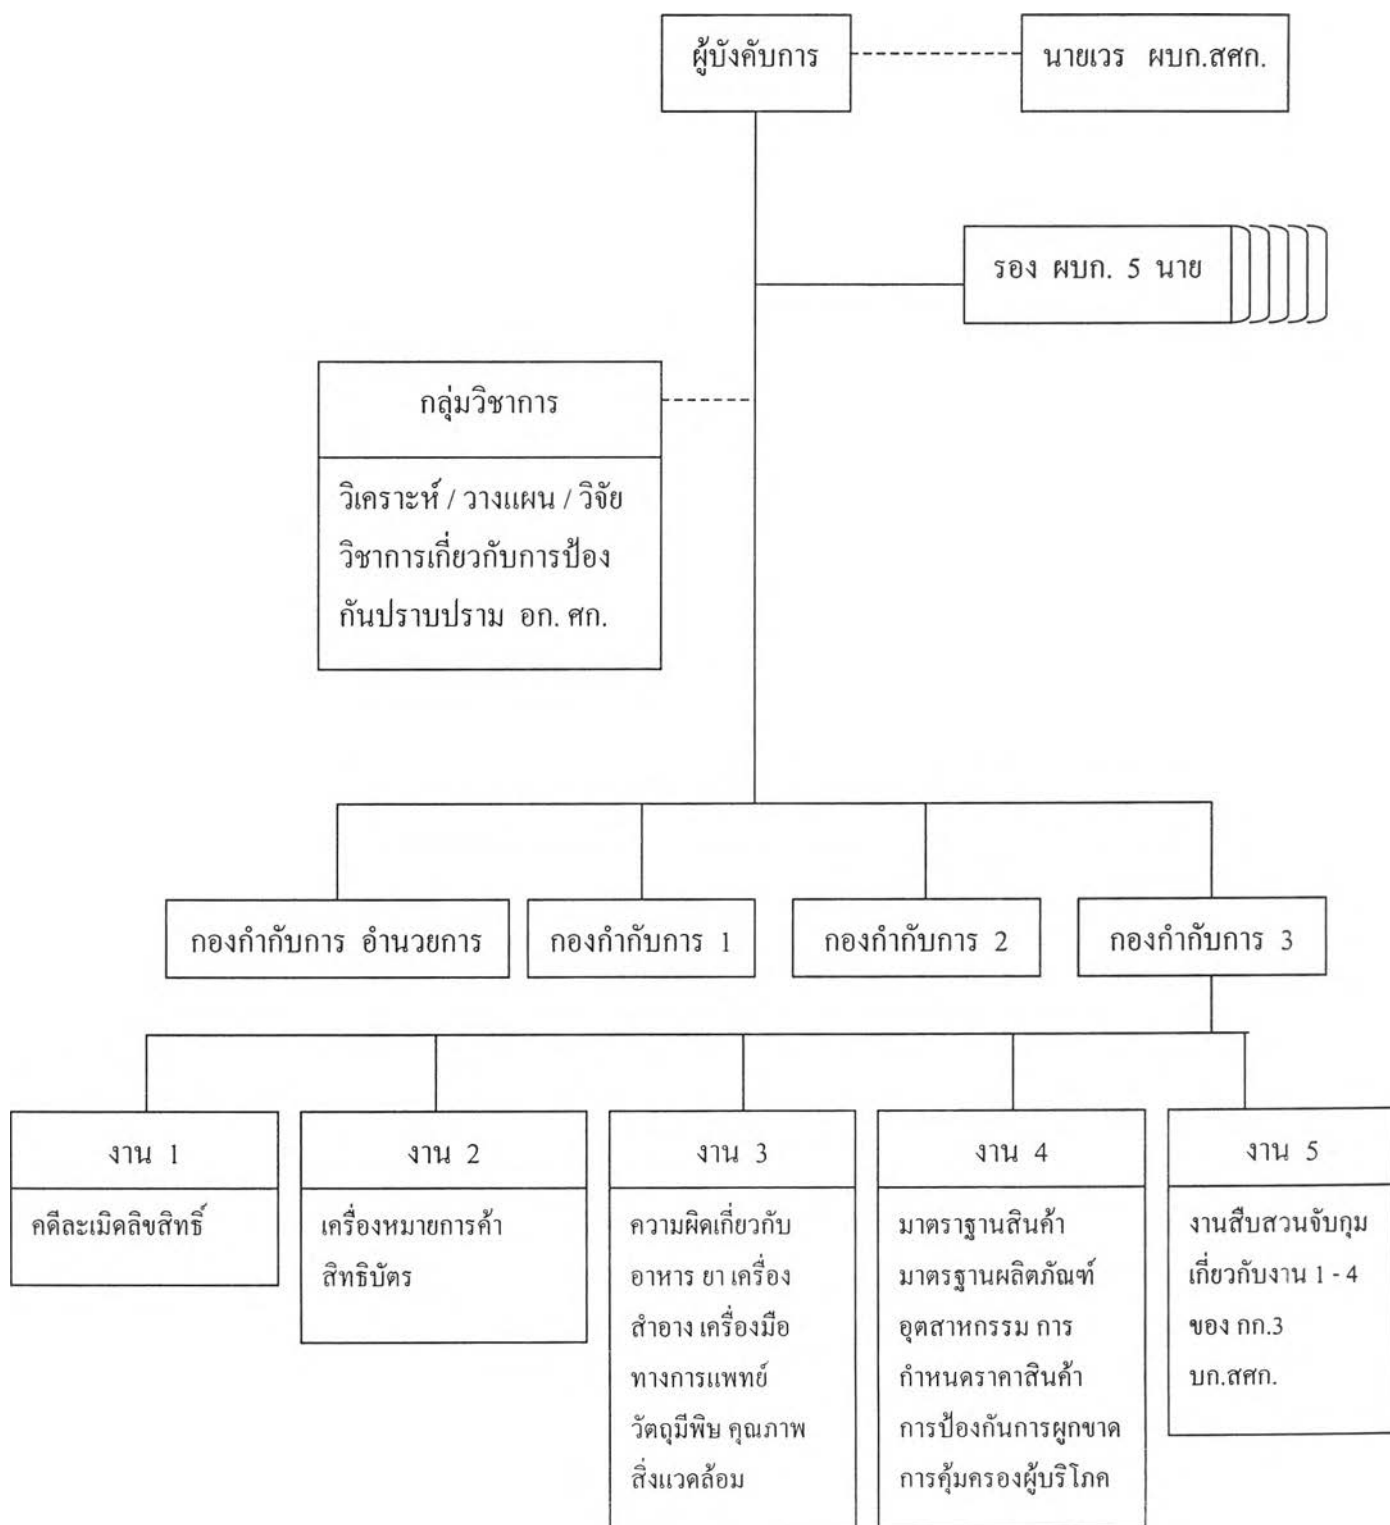 ผู้บังคับการ
นายเวร ผบก.สศก.
รอง ผบก. 5 นาย
กลุ่มวิชาการ
วิเคราะห์ / วางแผน / วิจัย
วิชาการเกี่ยวกับการป้อง
กันปราบปราม อก. ศก.
กองกำกับการ อำนวยการ
กองกำกับการ 1
กองกำกับการ 2
กองกำกับการ 3
งาน 1
คดีละเมิดลิขสิทธิ์
งาน 2
เครื่องหมายการค้า
สิทธิบัตร
งาน 3
ความผิดเกี่ยวกับ
อาหาร ยา เครื่อง
สำอาง เครื่องมือ
ทางการแพทย์
วัตถุมีพิษ คุณภาพ
สิ่งแวดล้อม
งาน 4
มาตราฐานสินค้า
มาตรฐานผลิตภัณฑ์
อุตสาหกรรม การ
กำหนดราคาสินค้า
การป้องกันการผูกขาด
การคุ้มครองผู้บริโภค
งาน 5
งานสืบสวนจับกุม
เกี่ยวกับงาน 1 - 4
ของ กก.3
บก.สศก.